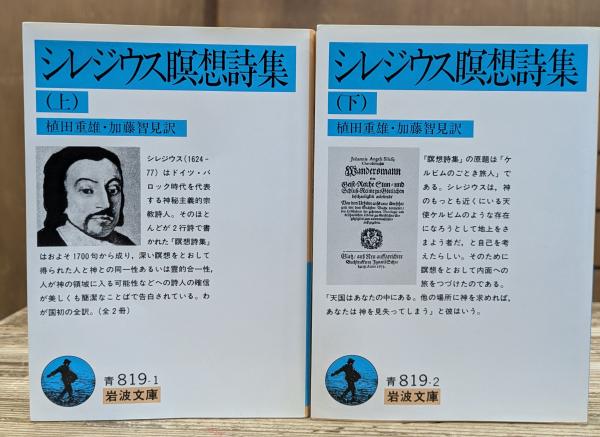 シレジウス瞑想詩集
(上)
植田重雄・加藤智見訳
シレジウス(1624-
77)はドイツ・バ
ロック時代を代表
する神秘主義的宗
教詩人。そのほと
んどが2行詩で書
かれた『瞑想詩集』
はおよそ1700句から成り,深い瞑想をとおして
得られた人と神との同一性あるいは霊的合一性,
人が神の領域に入る可能性などへの詩人の確信
が美しくも簡潔なことばで告白されている。わ
が国初の全訳。(全2冊)
青819-1
岩波文庫
シレジウス瞑想詩集
(下)
植田重雄・加藤智見訳
Johannis Angeli Silesij
Cherubinischer
Wandersmann
oder
Geist-Reiche Sinn- und
Schluß-Reime zur Göttlichen
beschauligkeit anleitende
『瞑想詩集』の原題は「ケ
ルビムのごとき旅人」で
ある。シレジウスは,神
のもっとも近くにいる天
使ケルビムのような存在
になろうとして地上をさ
まよう者だ,と自己を考
えたらしい。そのために
瞑想をとおして内面への
旅をつづけたのである。
「天国はあなたの中にある。他の場所に神を求めれば,
あなたは神を見失ってしまう」と彼はいう。
青819-2
岩波文庫